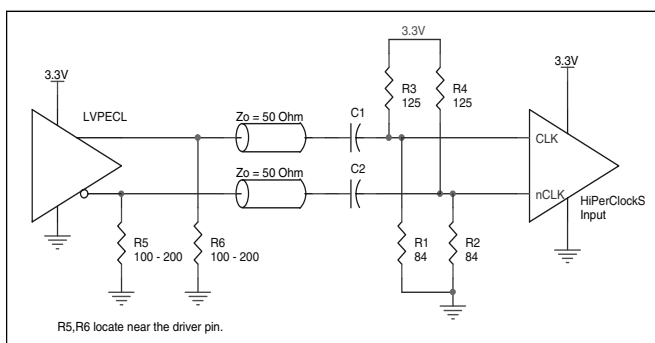 3.3V
3.3V
3.3V
LVPECL
R3
125
R4
125
Zo = 50 Ohm
C1
CLK
Zo = 50 Ohm
C2
nCLK
HiPerClockS
Input
R5
100 - 200
R6
100 - 200
R1
84
R2
84
R5,R6 locate near the driver pin.